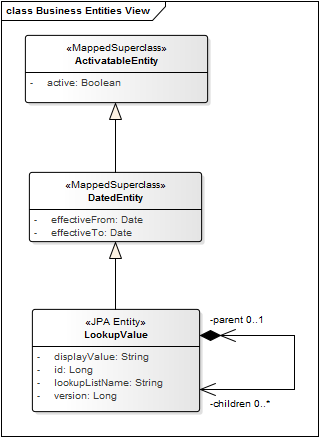 class Business Entities View
«MappedSuperclass»
ActivatableEntity
- active: Boolean
«MappedSuperclass»
DatedEntity
- effectiveFrom: Date
- effectiveTo: Date
«JPA Entity»
LookupValue
- displayValue: String
- id: Long
- lookupListName: String
- version: Long
-parent 0..1
-children 0..*